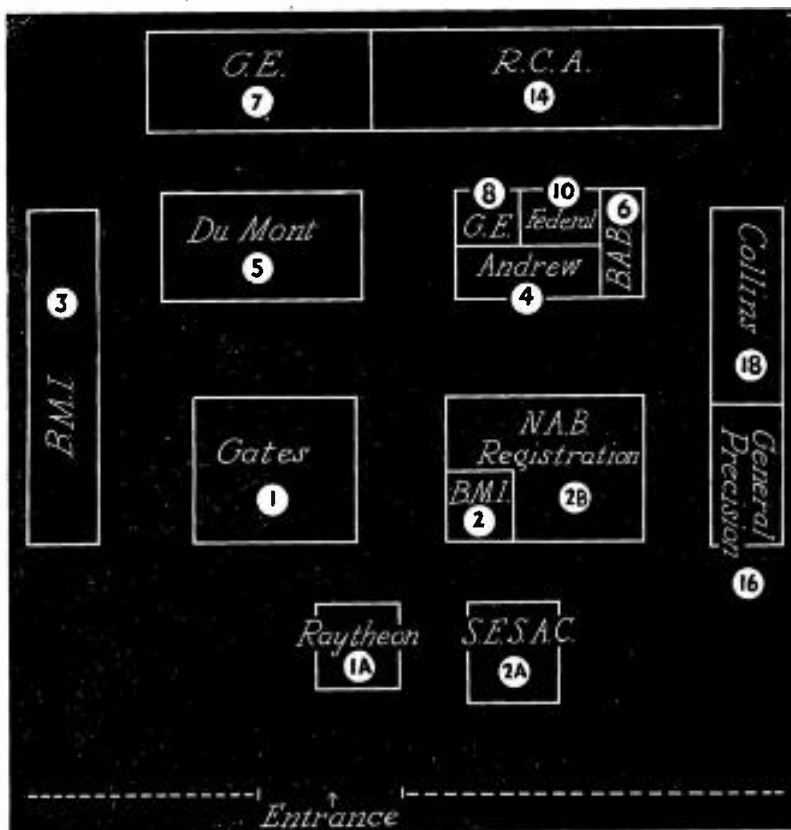 G.E.
7
R.C.A.
14
Du Mont
5
8
G.E.
10
Federal
6
B.A.B.
Andrew
4
3
B.M.I.
Collins
18
Gates
1
N.A.B.
Registration
2B
B.M.I.
2
General
Precision
16
Raytheon
1A
S.E.S.A.C.
2A
↑
Entrance